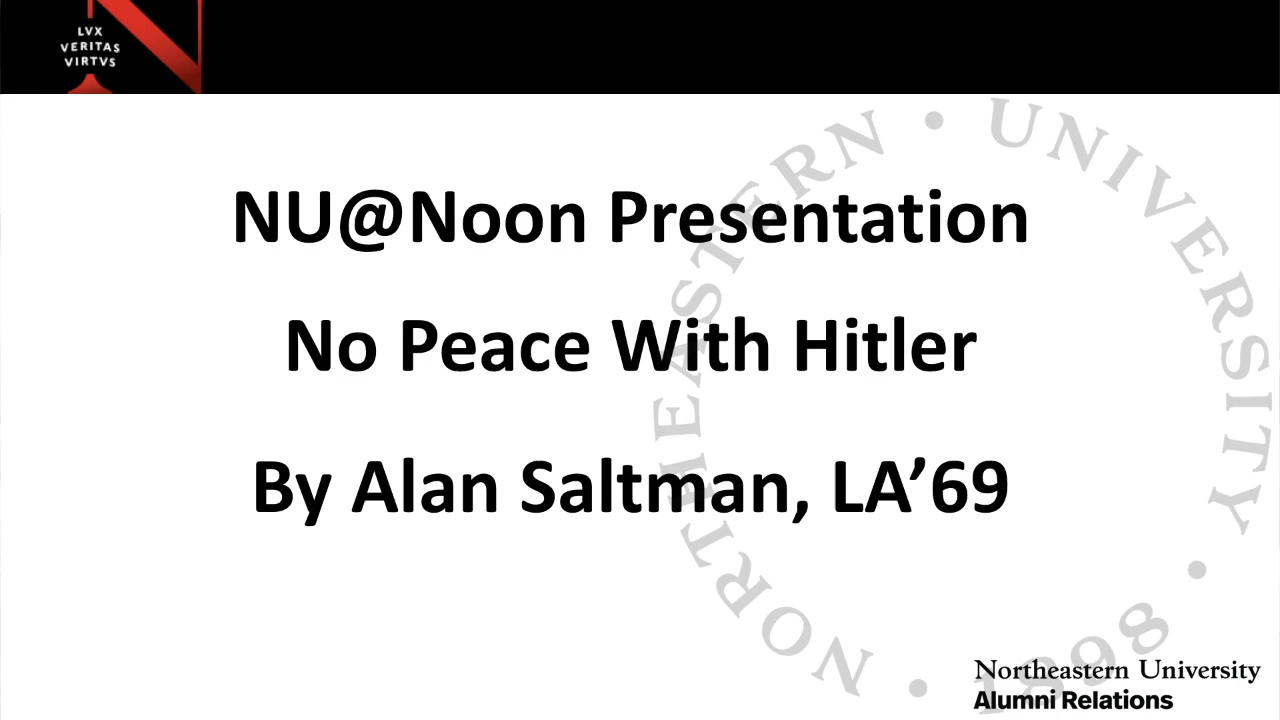 LVX
VERITAS
VIRTVS
NU@Noon Presentation
No Peace With Hitler
By Alan Saltman, LA’69
NORTHEASTERN • UNIVERSITY • 1898 •
Northeastern University
Alumni Relations